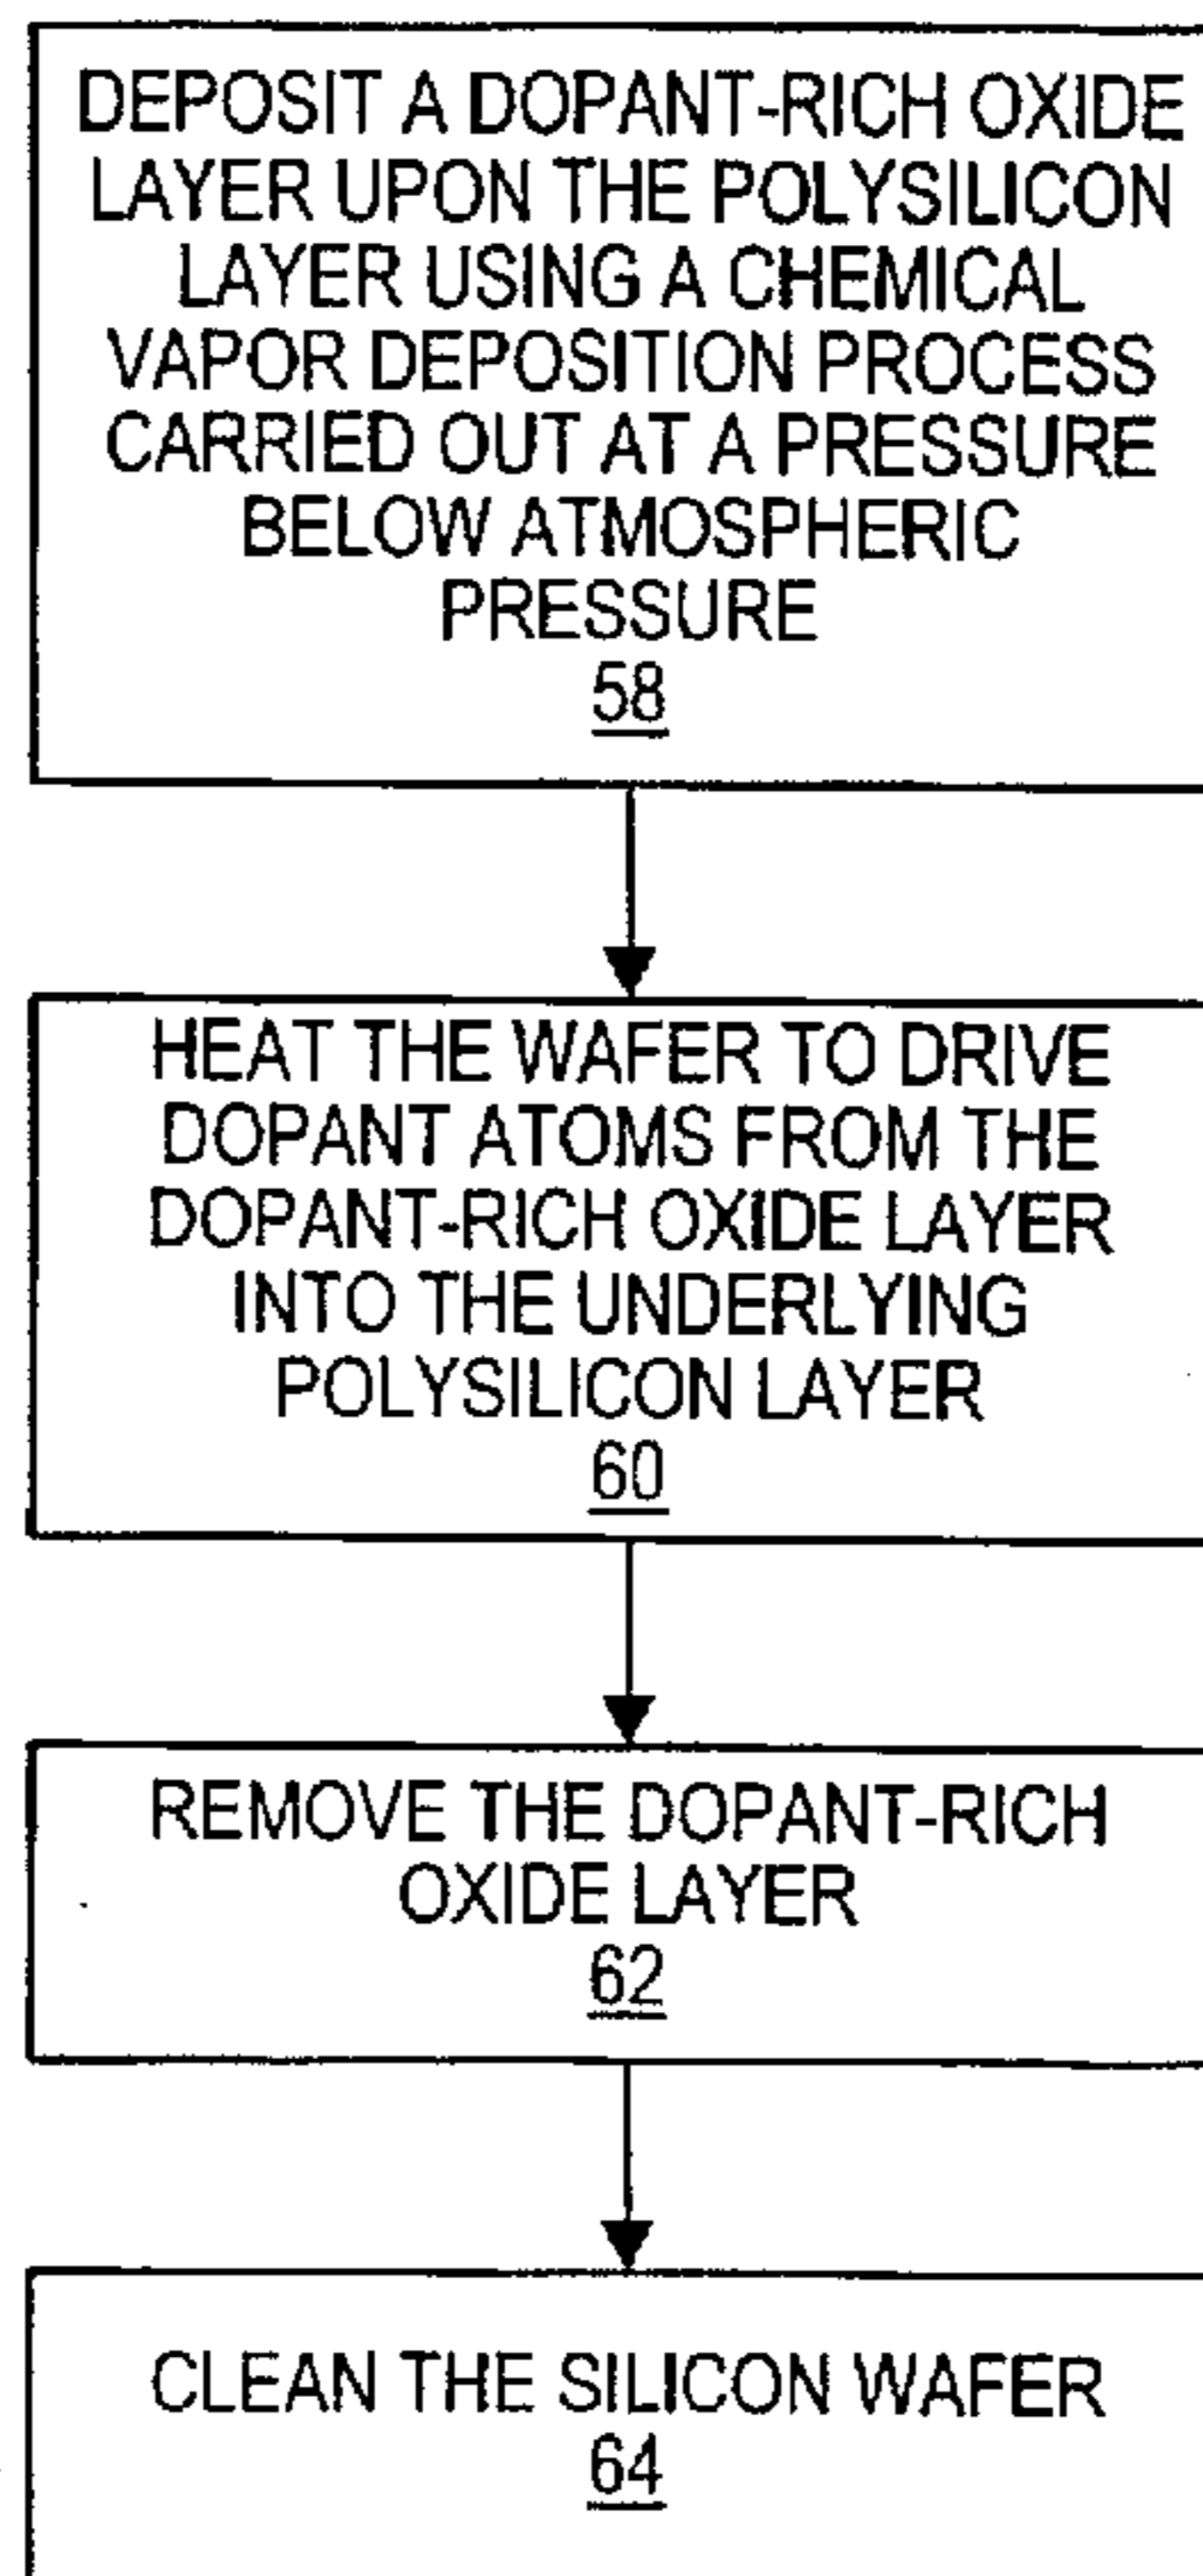 DEPOSIT A DOPANT-RICH OXIDE
LAYER UPON THE POLYSILICON
LAYER USING A CHEMICAL
VAPOR DEPOSITION PROCESS
CARRIED OUT AT A PRESSURE
BELOW ATMOSPHERIC
PRESSURE
58
HEAT THE WAFER TO DRIVE
DOPANT ATOMS FROM THE
DOPANT-RICH OXIDE LAYER
INTO THE UNDERLYING
POLYSILICON LAYER
60
REMOVE THE DOPANT-RICH
OXIDE LAYER
62
CLEAN THE SILICON WAFER
64